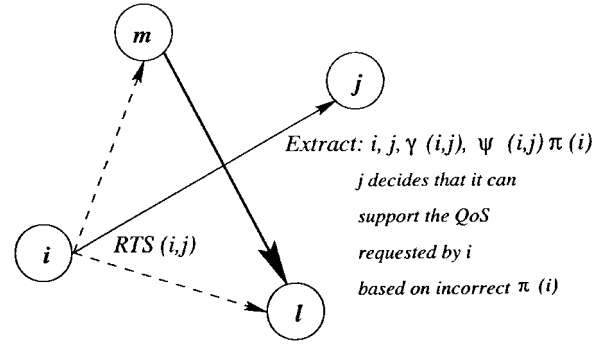 m
j
Extract: i, j, γ (i,j), ψ (i,j) π (i)
j decides that it can
support the QoS
RTS (i,j)
i
requested by i
based on incorrect π (i)
l